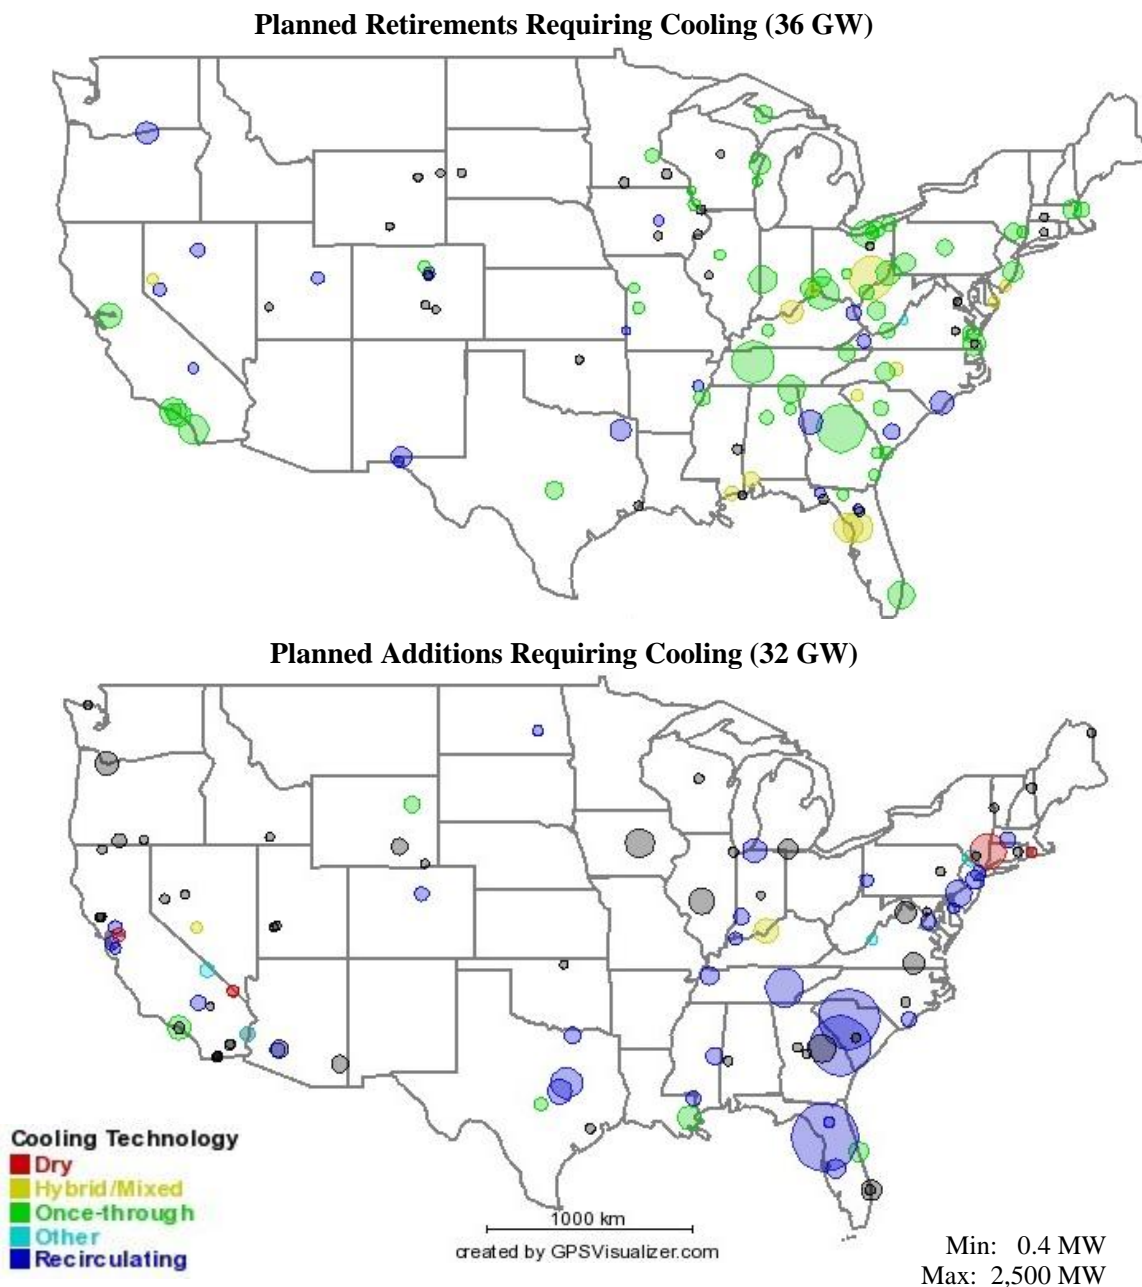 Planned Retirements Requiring Cooling (36 GW)
Planned Additions Requiring Cooling (32 GW)
Cooling Technology
Dry
Hybrid/Mixed
Once-through
Other
Recirculating
1000 km
created by GPSVisualizer.com
Min: 0.4 MW
Max: 2,500 MW